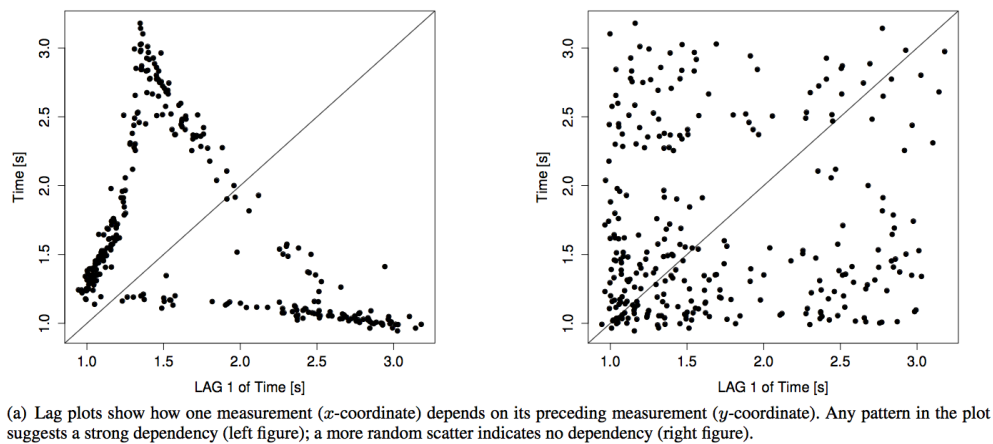 3.0
2.5
2.0
1.5
1.0
Time [s]
1.0 1.5 2.0 2.5 3.0
LAG 1 of Time [s]
3.0
2.5
2.0
1.5
1.0
Time [s]
1.0 1.5 2.0 2.5 3.0
LAG 1 of Time [s]
(a) Lag plots show how one measurement (x-coordinate) depends on its preceding measurement (y-coordinate). Any pattern in the plot
suggests a strong dependency (left figure); a more random scatter indicates no dependency (right figure).